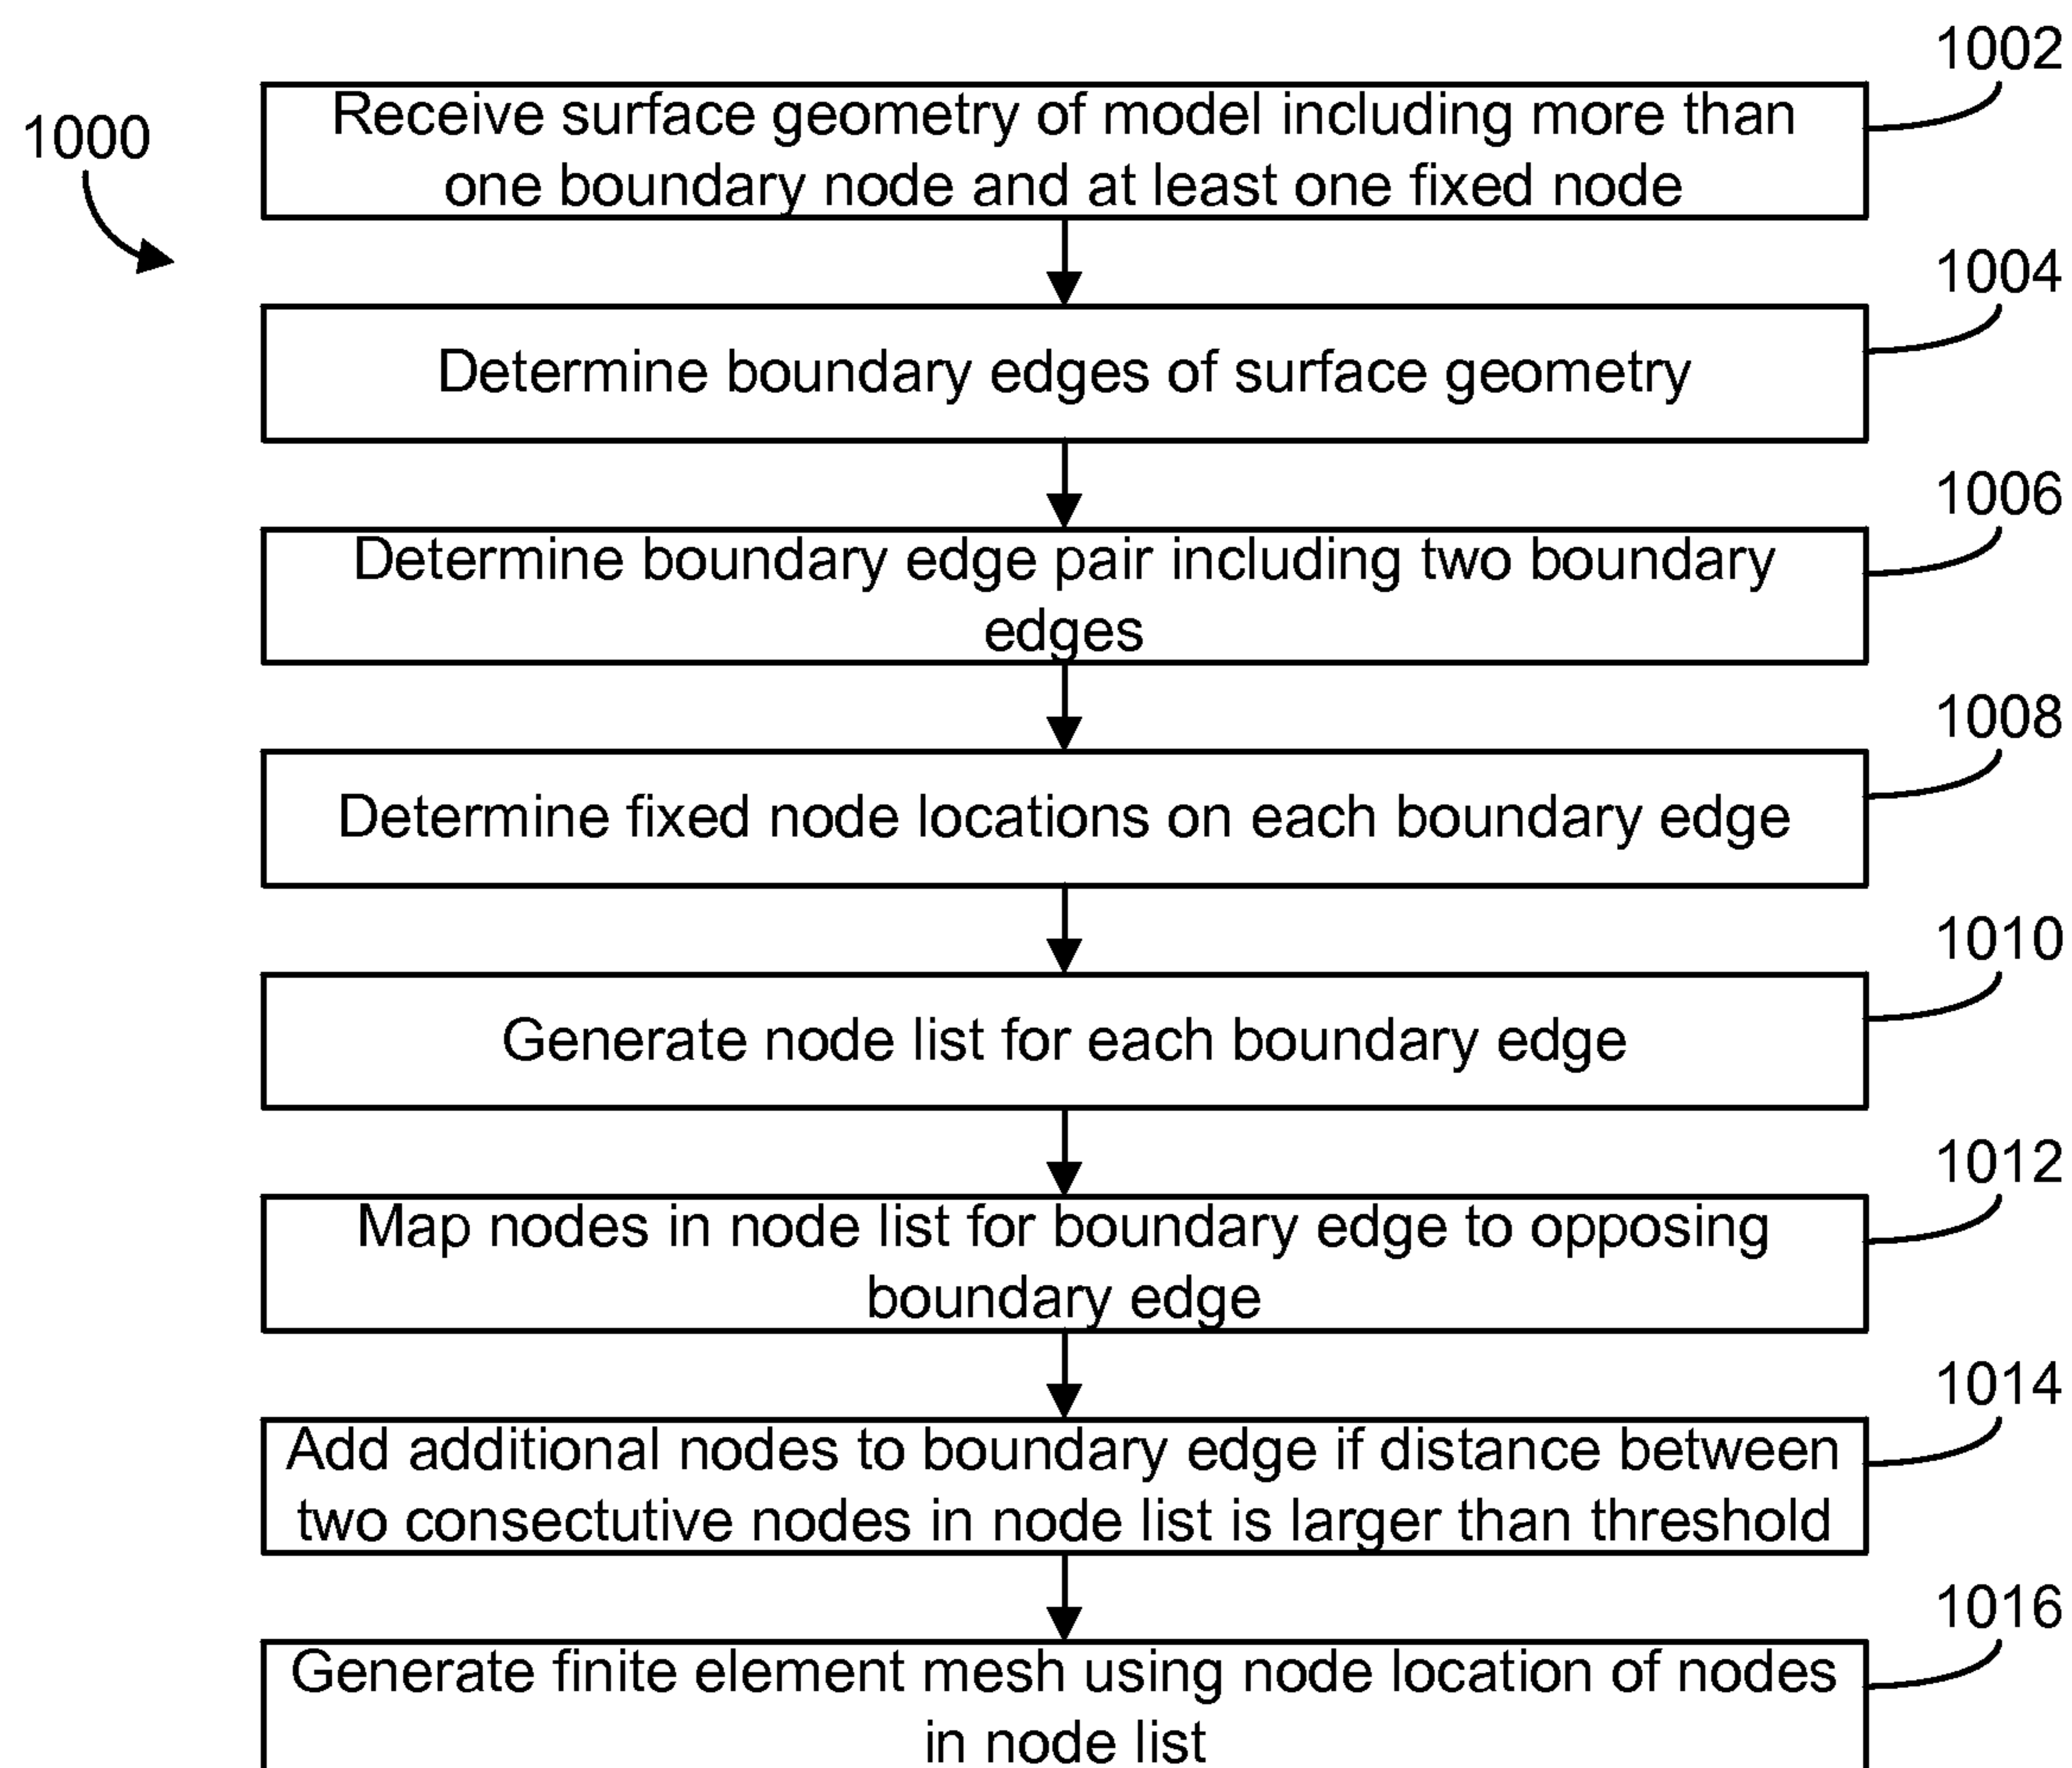 1002
Receive surface geometry of model including more than
one boundary node and at least one fixed node
1000
1004
Determine boundary edges of surface geometry
1006
Determine boundary edge pair including two boundary
edges
1008
Determine fixed node locations on each boundary edge
1010
Generate node list for each boundary edge
1012
Map nodes in node list for boundary edge to opposing
boundary edge
1014
Add additional nodes to boundary edge if distance between
two consectutive nodes in node list is larger than threshold
1016
Generate finite element mesh using node location of nodes
in node list